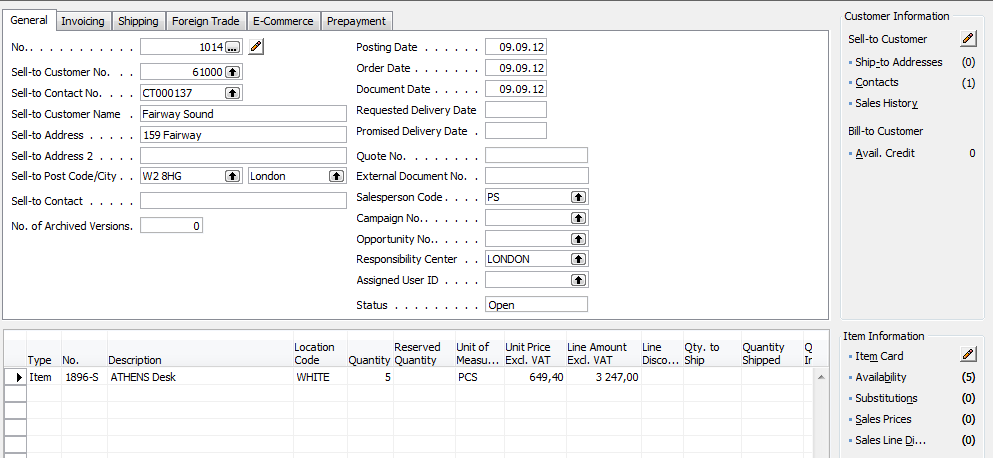 General Invoicing Shipping Foreign Trade E-Commerce Prepayment
No. . . . . . . . . . . . 1014 ...
Sell-to Customer No. . . . 61000
Sell-to Contact No. . . . . CT000137
Sell-to Customer Name . Fairway Sound
Sell-to Address . . . . . 159 Fairway
Sell-to Address 2 . . . .
Sell-to Post Code/City . . W2 8HG London
Sell-to Contact . . . . .
No. of Archived Versions. 0
Posting Date . . . . . . 09.09.12
Order Date . . . . . . . 09.09.12
Document Date . . . . . 09.09.12
Requested Delivery Date
Promised Delivery Date .
Quote No. . . . . . . .
External Document No. . .
Salesperson Code . . . . PS
Campaign No. . . . . . .
Opportunity No. . . . . .
Responsibility Center . . LONDON
Assigned User ID . . . .
Status . . . . . . . . . Open
Customer Information
Sell-to Customer
Ship-to Addresses (0)
Contacts (1)
Sales History
Bill-to Customer
Avail. Credit 0
Type No. Description Location Code Quantity Reserved Quantity Unit of Measu... Unit Price Excl. VAT Line Amount Excl. VAT Line Disco... Qty. to Ship Quantity Shipped Q In
Item 1896-S ATHENS Desk WHITE 5 PCS 649,40 3 247,00
Item Information
Item Card
Availability (5)
Substitutions (0)
Sales Prices (0)
Sales Line Di... (0)